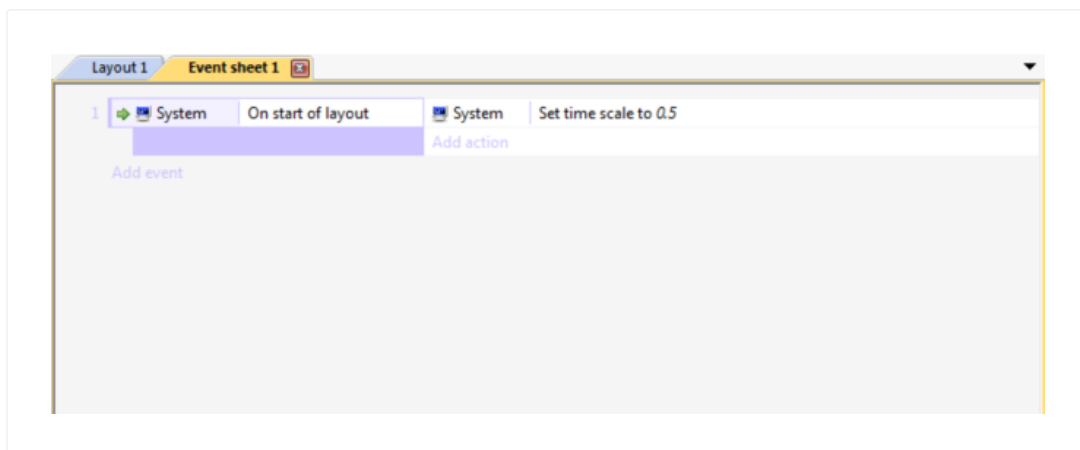 Layout 1 Event sheet 1
1 System On start of layout System Set time scale to 0.5
Add action
Add event